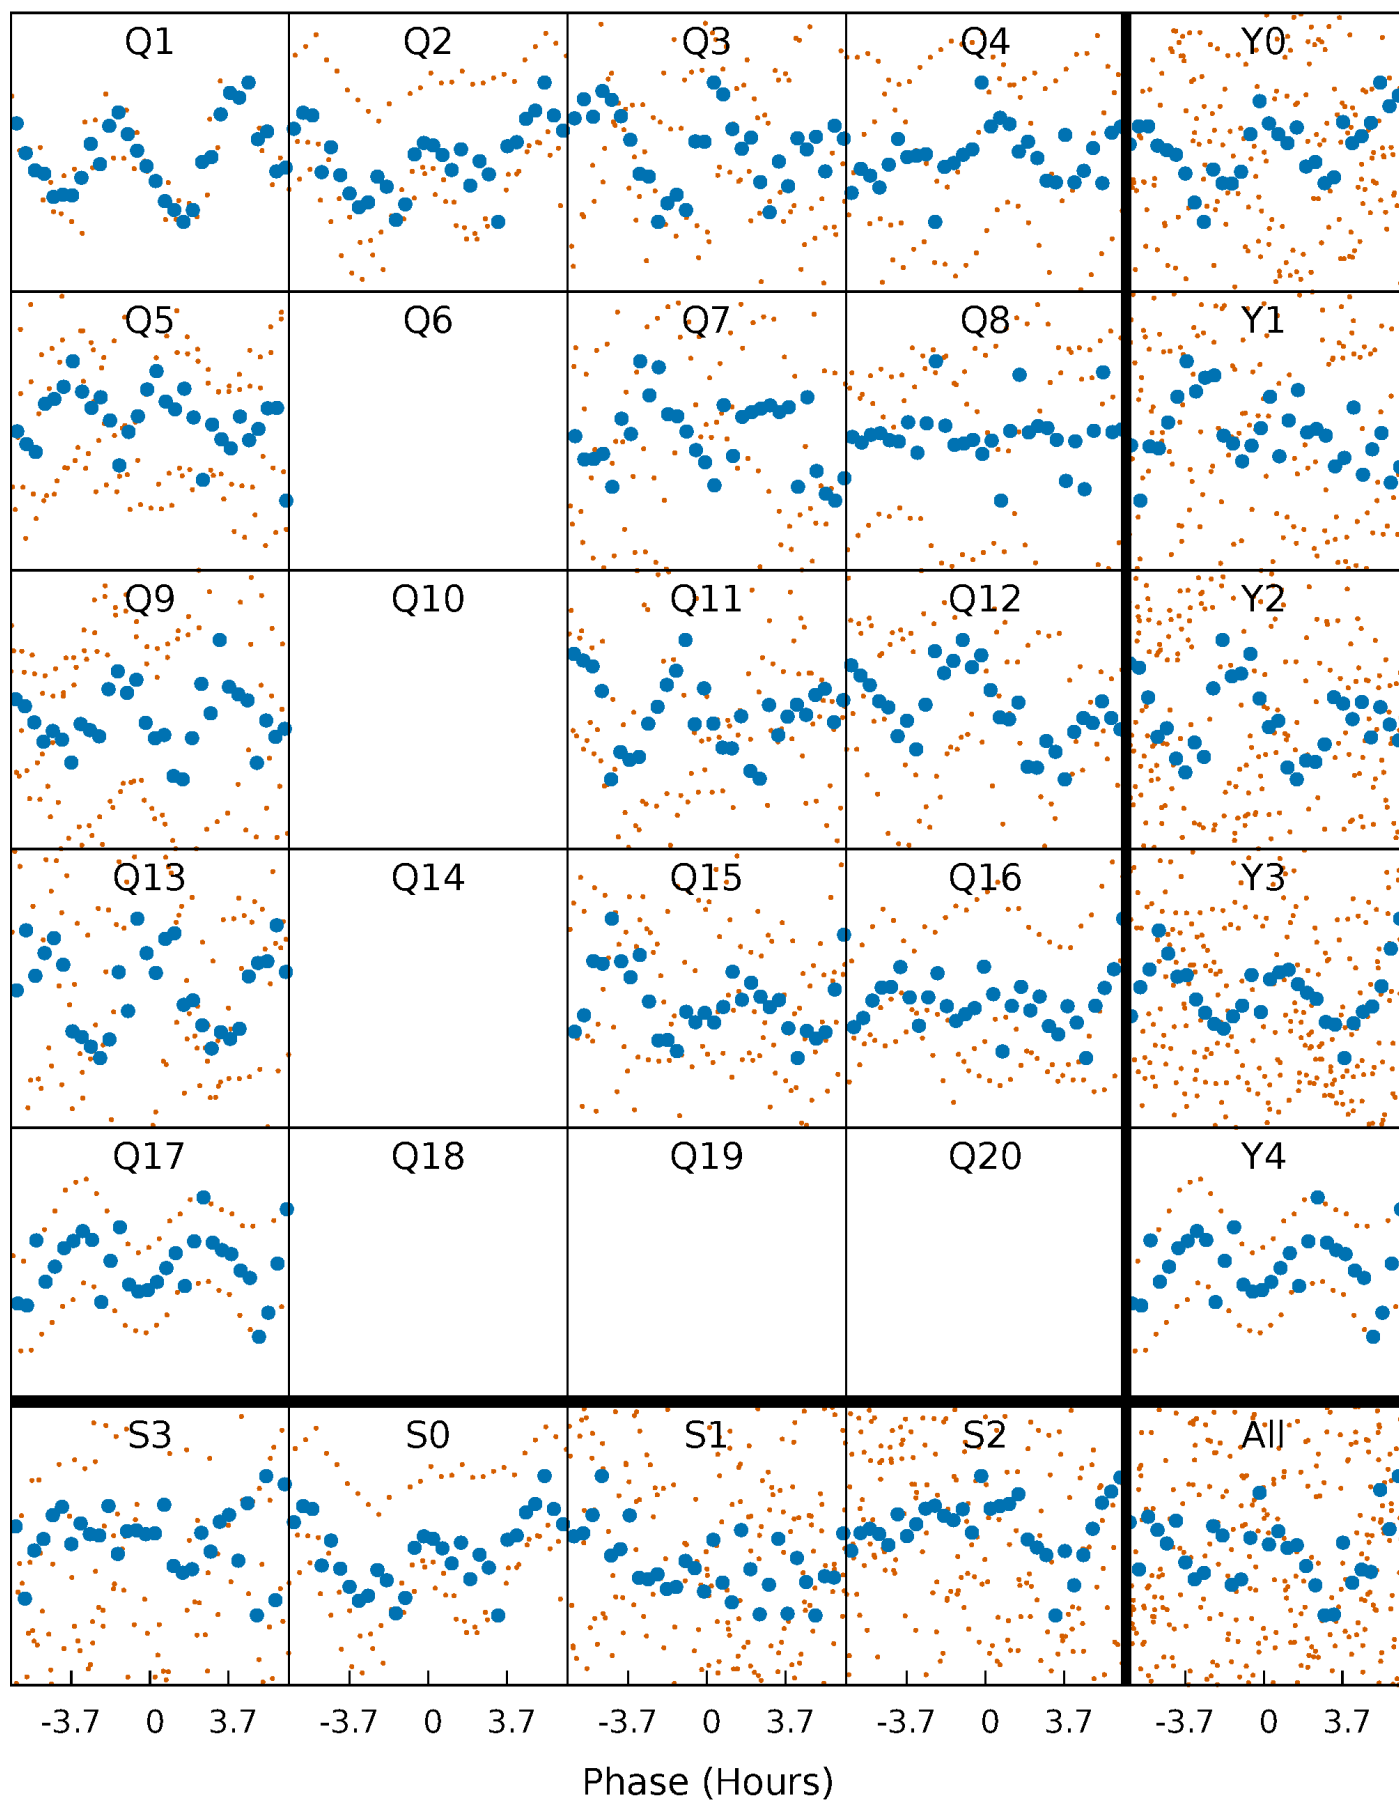 Q1 Q2 Q3 Q4 Y0
Q5 Q6 Q7 Q8 Y1
Q9 Q10 Q11 Q12 Y2
Q13 Q14 Q15 Q16 Y3
Q17 Q18 Q19 Q20 Y4
S3 S0 S1 S2 All
-3.7 0 3.7 -3.7 0 3.7 -3.7 0 3.7 -3.7 0 3.7 -3.7 0 3.7
Phase (Hours)